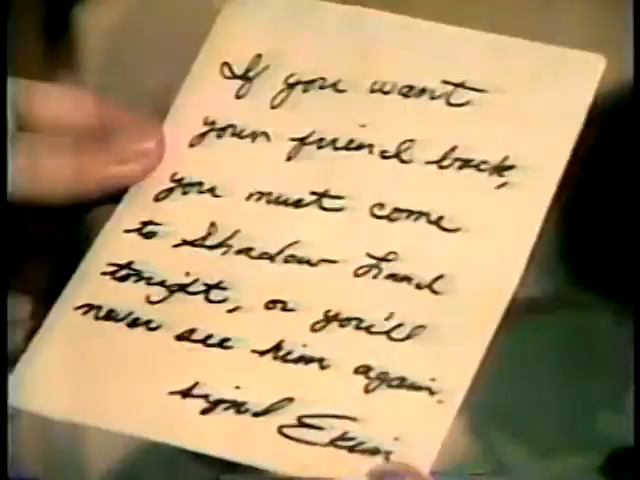 If you want
your friend back,
you must come
to Shadow Land
tonight, or you'll
never see him again.
signed Ekin